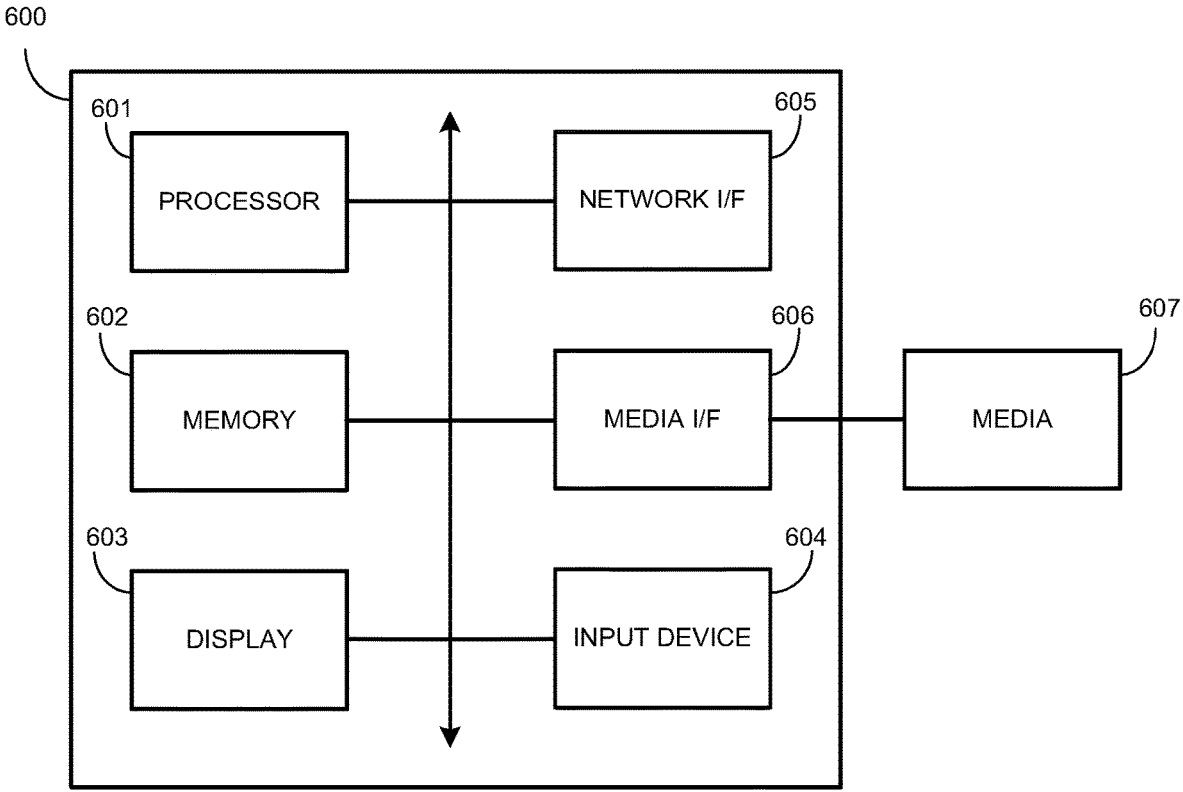 600
601
PROCESSOR
605
NETWORK I/F
602
MEMORY
606
MEDIA I/F
607
MEDIA
603
DISPLAY
604
INPUT DEVICE